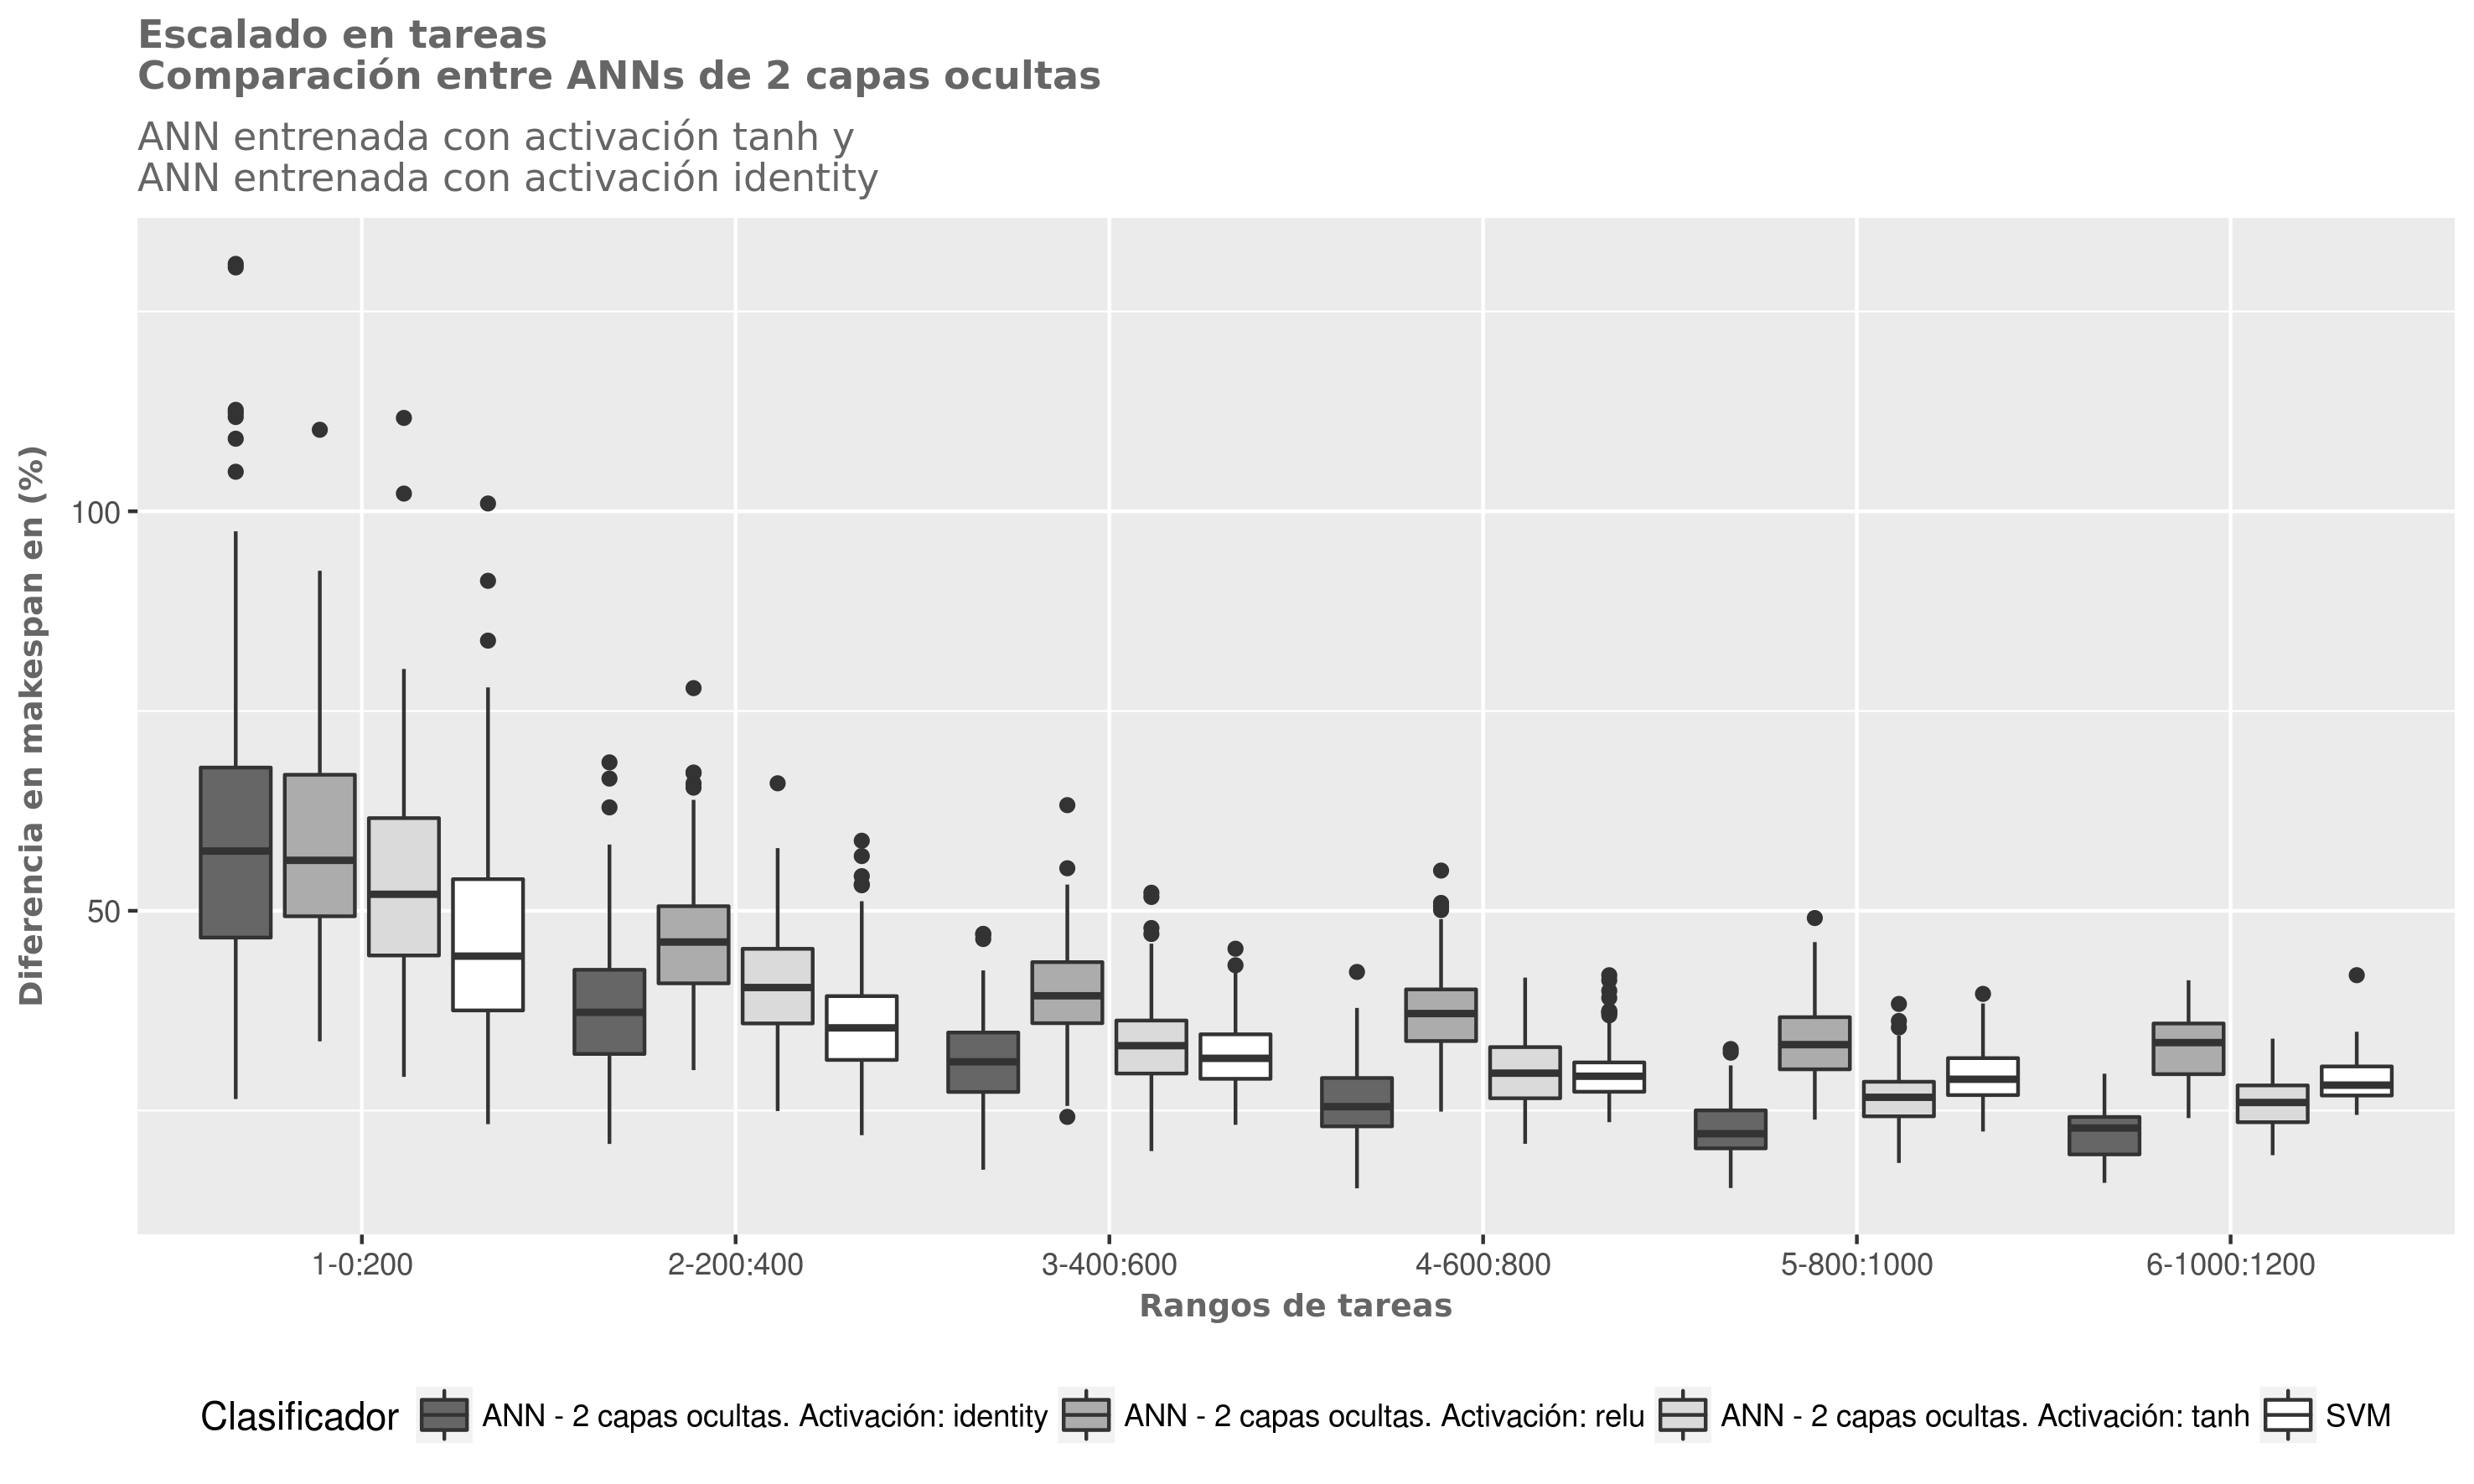 Escalado en tareas
Comparación entre ANNs de 2 capas ocultas
ANN entrenada con activación tanh y
ANN entrenada con activación identity
Diferencia en makespan en (%)
100
50
1-0:200 2-200:400 3-400:600 4-600:800 5-800:1000 6-1000:1200
Rangos de tareas
Clasificador ANN - 2 capas ocultas. Activación: identity ANN - 2 capas ocultas. Activación: relu ANN - 2 capas ocultas. Activación: tanh SVM